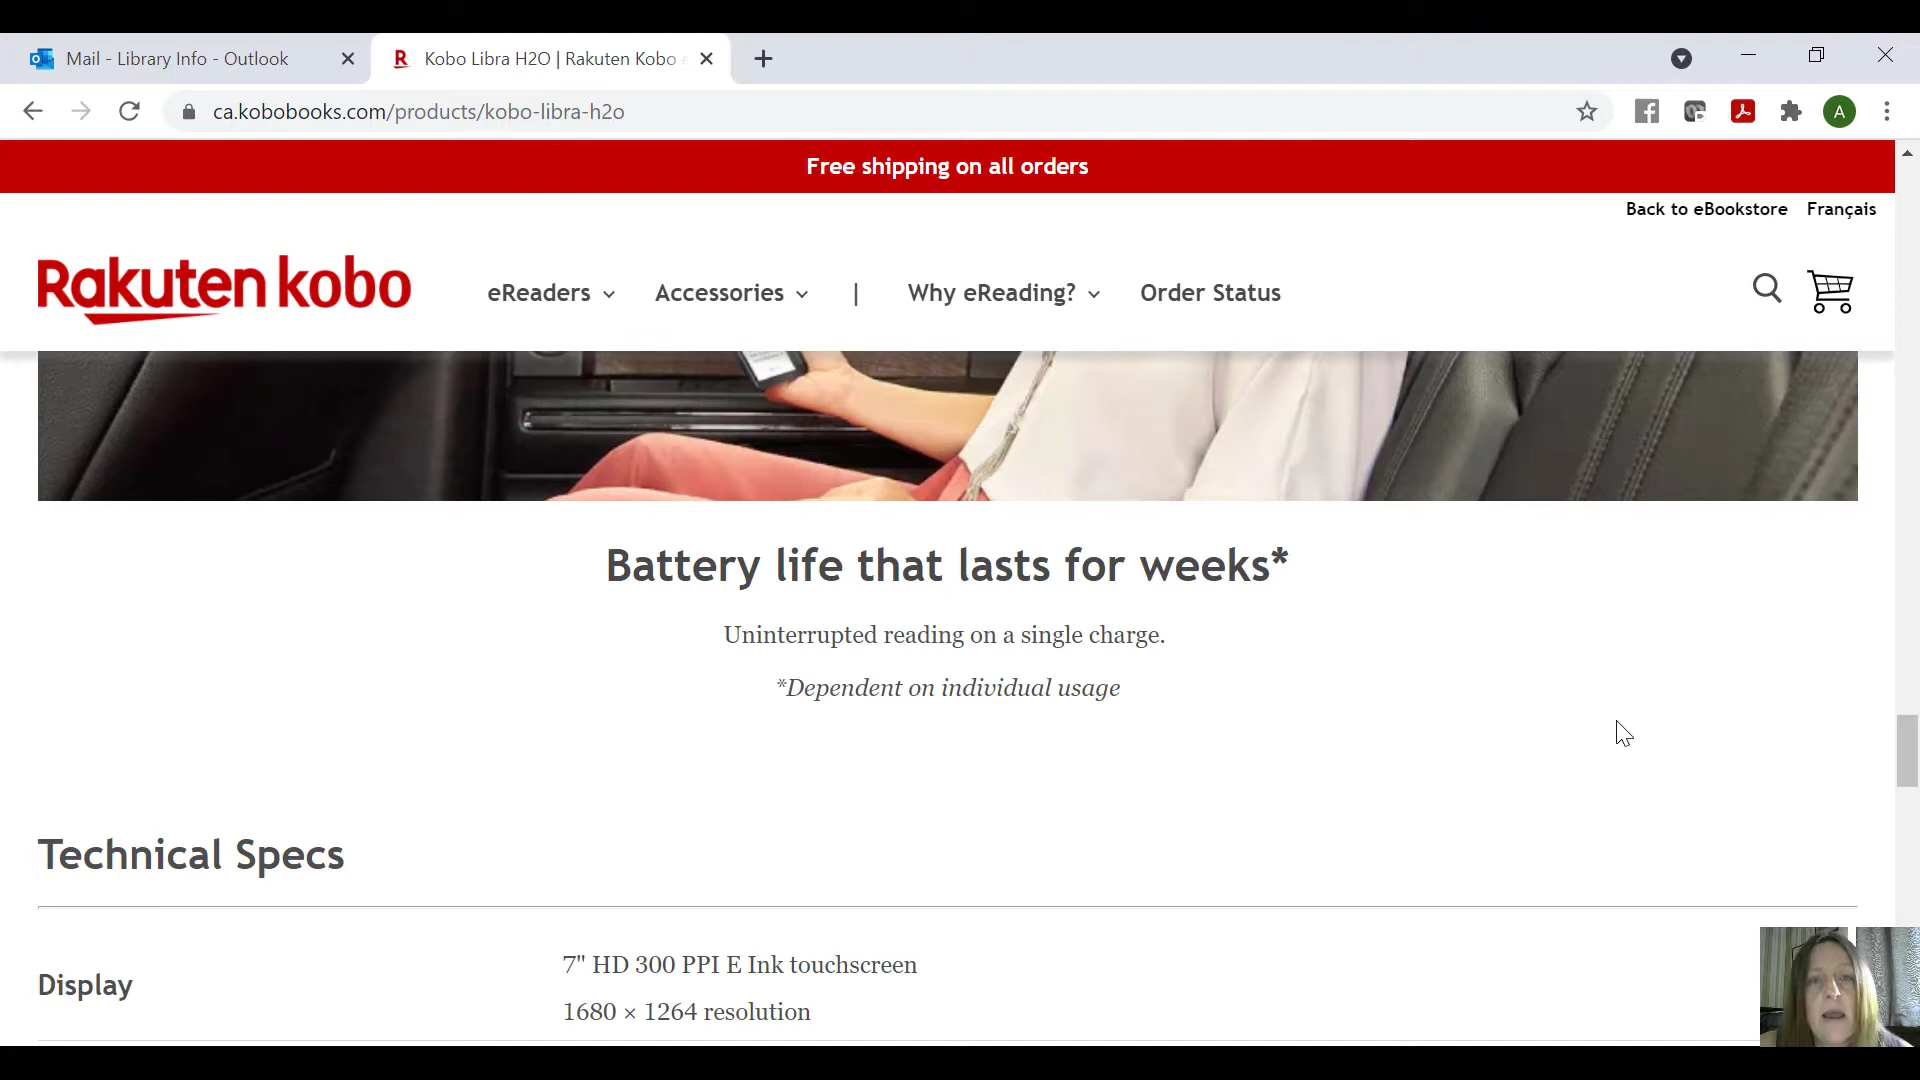 Mail - Library Info - Outlook
Kobo Libra H2O | Rakuten Kobo
ca.kobobooks.com/products/kobo-libra-h2o
A
Free shipping on all orders
Back to eBookstore Français
Rakuten kobo
eReaders Accessories | Why eReading? Order Status
Battery life that lasts for weeks*
Uninterrupted reading on a single charge.
*Dependent on individual usage
Technical Specs
Display
7" HD 300 PPI E Ink touchscreen
1680 × 1264 resolution